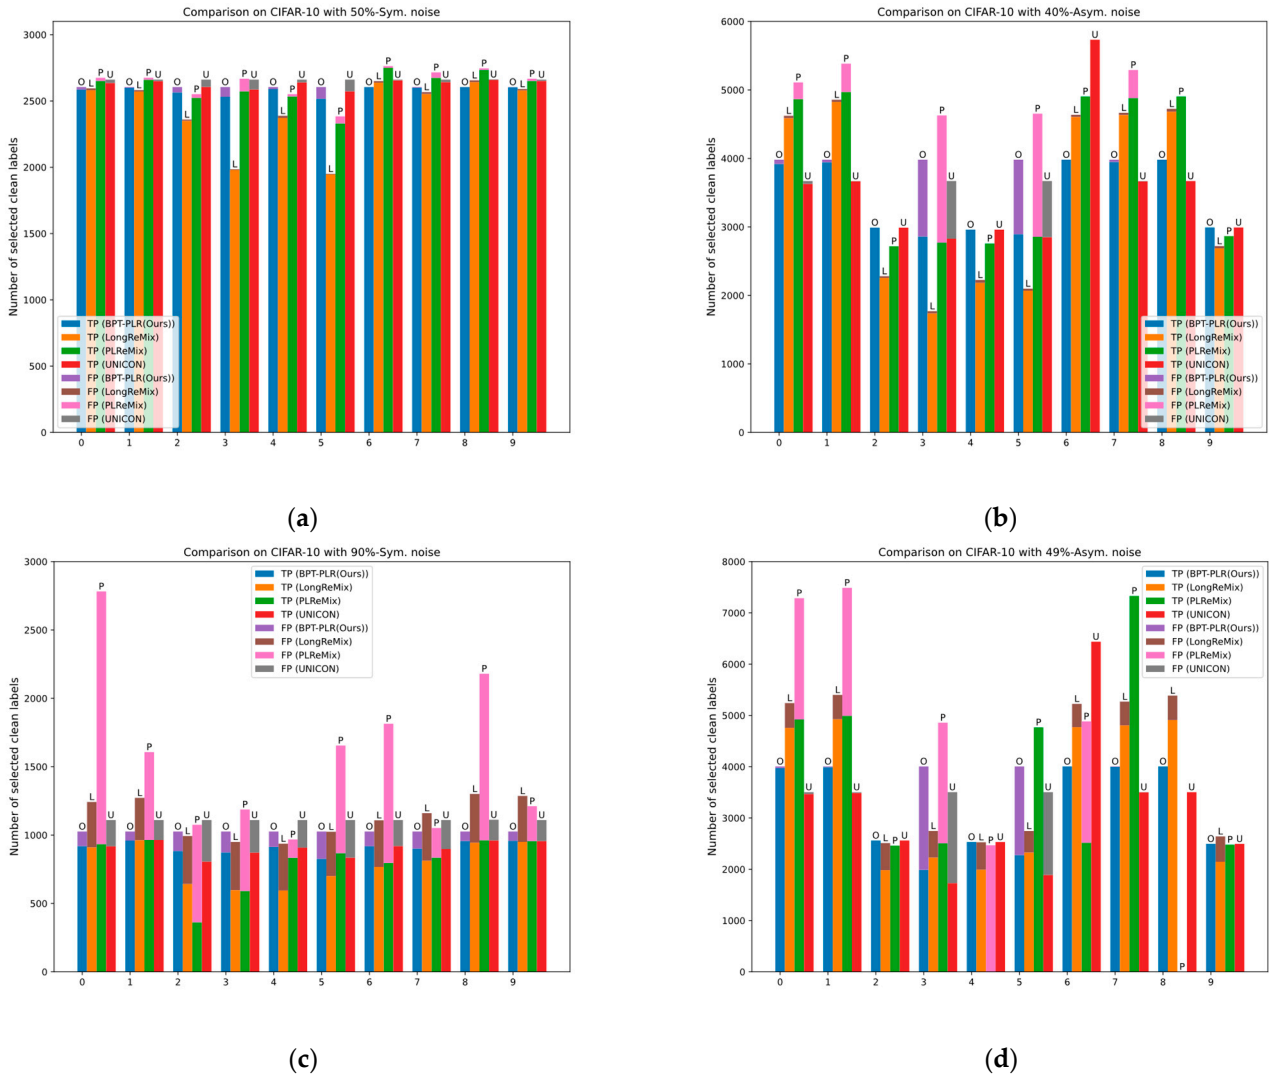 Comparison on CIFAR-10 with 50%-Sym. noise
Number of selected clean labels
3000
2500
2000
1500
1000
500
0
O L P U O L P U O L P U O L P U O L P U O L P U O L P U O L P U O L P U O L P U
TP (BPT-PLR(Ours))
TP (LongReMix)
TP (PLReMix)
TP (UNICON)
FP (BPT-PLR(Ours))
FP (LongReMix)
FP (PLReMix)
FP (UNICON)
0 1 2 3 4 5 6 7 8 9
(a)
Comparison on CIFAR-10 with 40%-Asym. noise
Number of selected clean labels
6000
5000
4000
3000
2000
1000
0
O L P U O L P U O L P U O L P U O L P U O L P U O L P U O L P U O L P U O L P U
TP (BPT-PLR(Ours))
TP (LongReMix)
TP (PLReMix)
TP (UNICON)
FP (BPT-PLR(Ours))
FP (LongReMix)
FP (PLReMix)
FP (UNICON)
0 1 2 3 4 5 6 7 8 9
(b)
Comparison on CIFAR-10 with 90%-Sym. noise
Number of selected clean labels
3000
2500
2000
1500
1000
500
0
O L P U O L P U O L P U O L P U O L P U O L P U O L P U O L P U O L P U O L P U
TP (BPT-PLR(Ours))
TP (LongReMix)
TP (PLReMix)
TP (UNICON)
FP (BPT-PLR(Ours))
FP (LongReMix)
FP (PLReMix)
FP (UNICON)
0 1 2 3 4 5 6 7 8 9
(c)
Comparison on CIFAR-10 with 49%-Asym. noise
Number of selected clean labels
8000
7000
6000
5000
4000
3000
2000
1000
0
O L P U O L P U O L P U O L P U O L P U O L P U O L P U O L P U O L P U O L P U
TP (BPT-PLR(Ours))
TP (LongReMix)
TP (PLReMix)
TP (UNICON)
FP (BPT-PLR(Ours))
FP (LongReMix)
FP (PLReMix)
FP (UNICON)
0 1 2 3 4 5 6 7 8 9
(d)